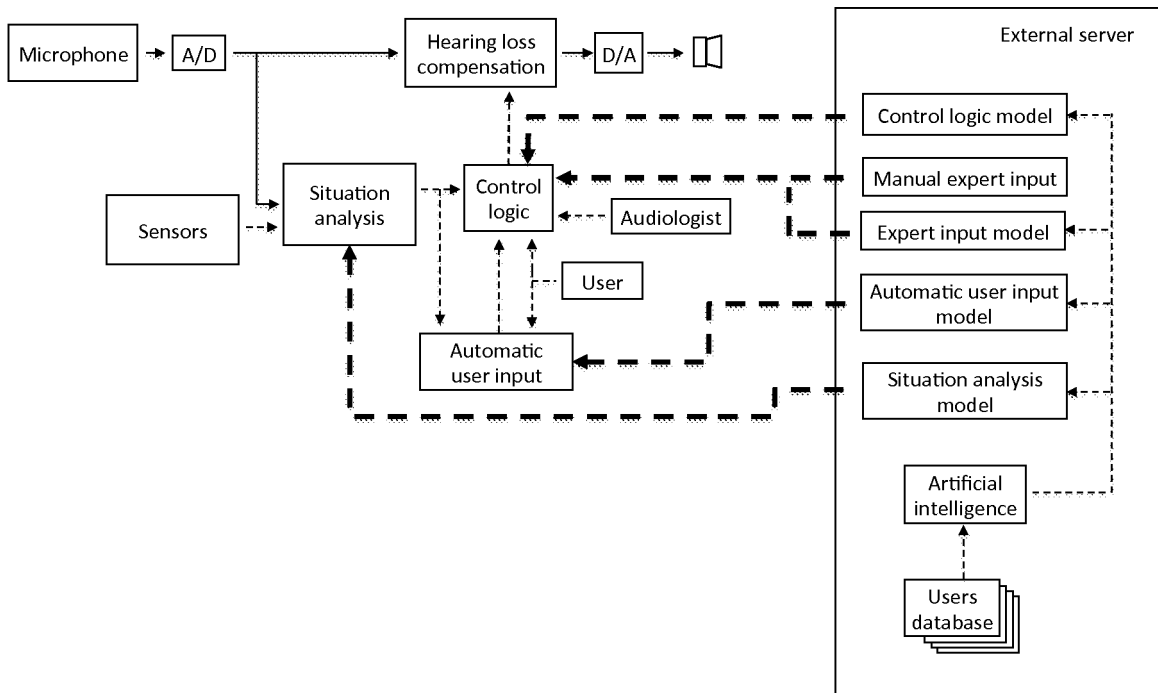 External server
Microphone
A/D
Hearing loss
compensation
D/A
Control logic model
Manual expert input
Situation
analysis
Control
logic
Audiologist
Sensors
Expert input model
User
Automatic user input
model
Automatic
user input
Situation analysis
model
Artificial
intelligence
Users
database